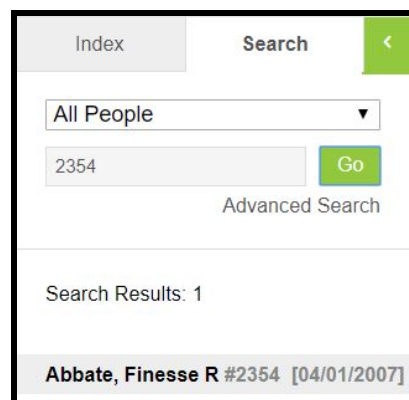 Index Search <
All People ▼
2354 Go
Advanced Search
Search Results: 1
Abbate, Finesse R #2354 [04/01/2007]